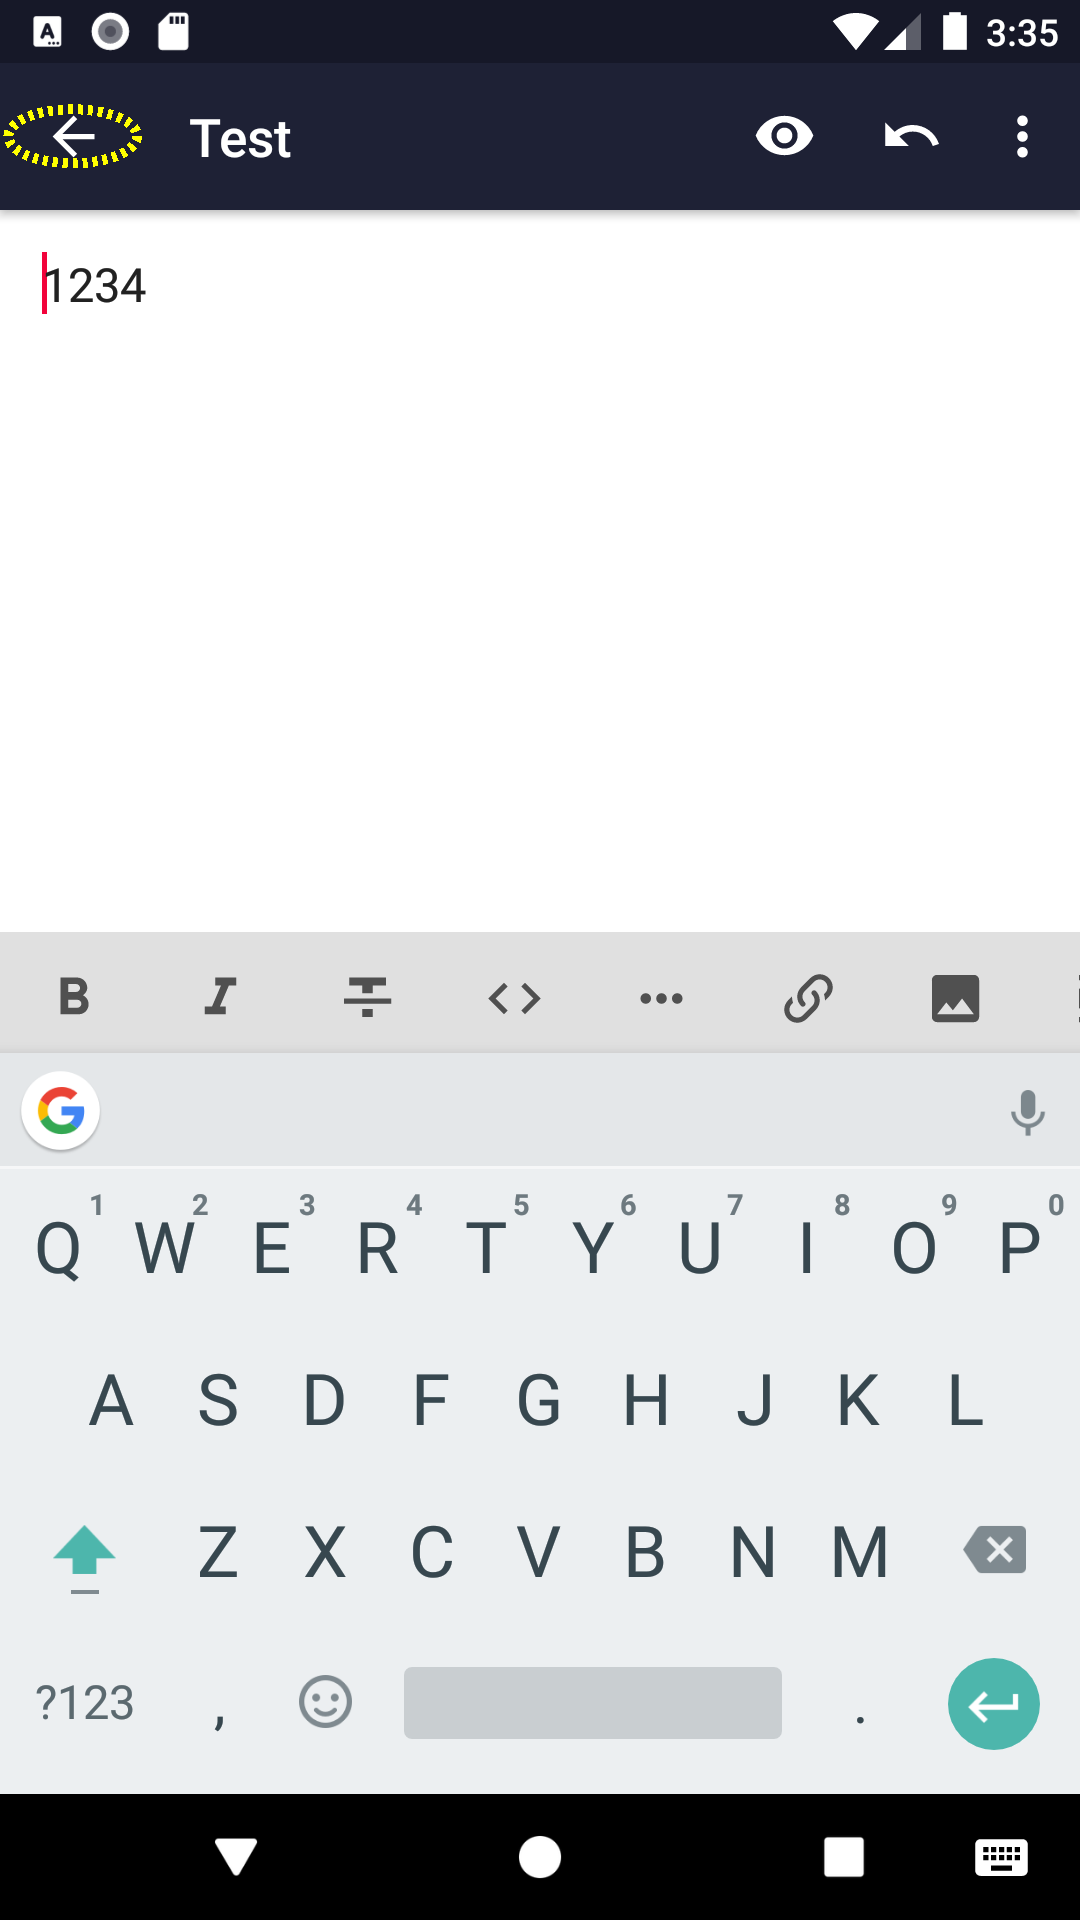 3:35
Test
1234
B I
1 2 3 4 5 6 7 8 9 0
Q W E R T Y U I O P
A S D F G H J K L
Z X C V B N M
?123 , .